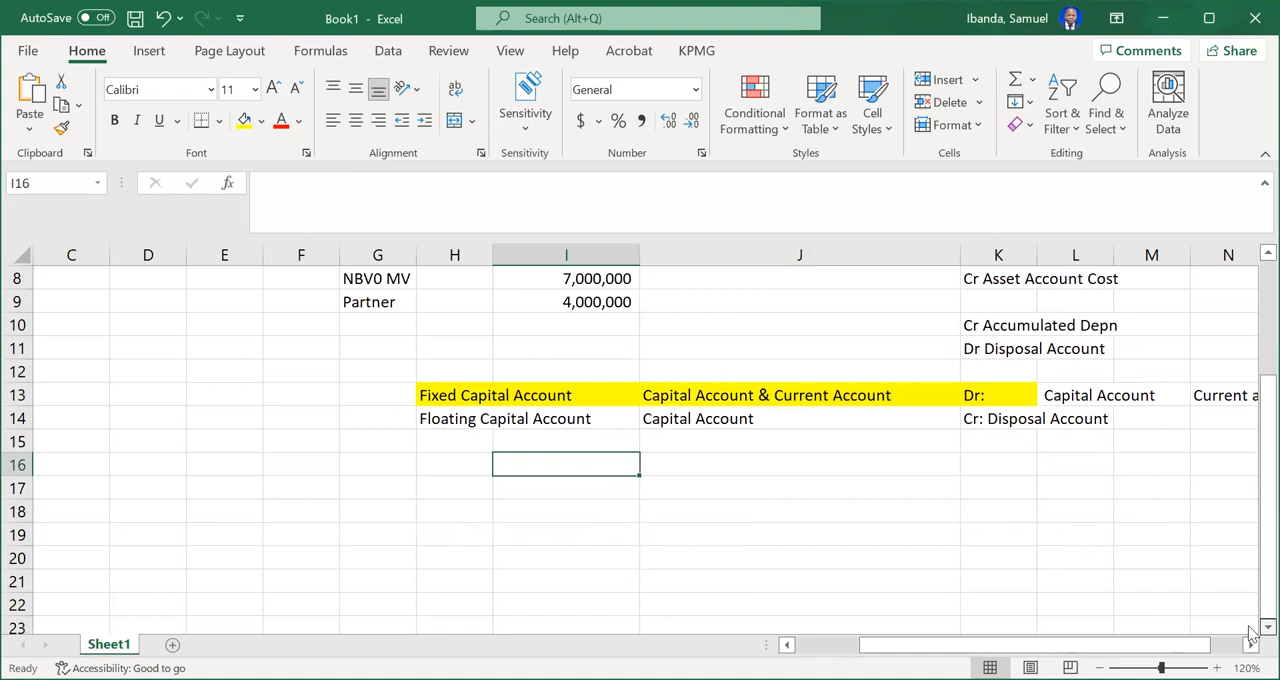 AutoSave Off Book1 - Excel Search (Alt+Q) Ibanda, Samuel
File Home Insert Page Layout Formulas Data Review View Help Acrobat KPMG Comments Share
Calibri 11 General Insert
Paste B I U ab $ % Conditional Formatting Format as Table Cell Styles Delete Format Sort & Filter Find & Select Analyze Data Sensitivity
Clipboard Font Alignment Sensitivity Number Styles Cells Editing Analysis
I16 fx
C D E F G H I J K L M N
8 NBV0 MV 7,000,000 Cr Asset Account Cost
9 Partner 4,000,000
10 Cr Accumulated Depn
11 Dr Disposal Account
12
13 Fixed Capital Account Capital Account & Current Account Dr: Capital Account Current a
14 Floating Capital Account Capital Account Cr: Disposal Account
15
16
17
18
19
20
21
22
23
Sheet1
Ready Accessibility: Good to go 120%